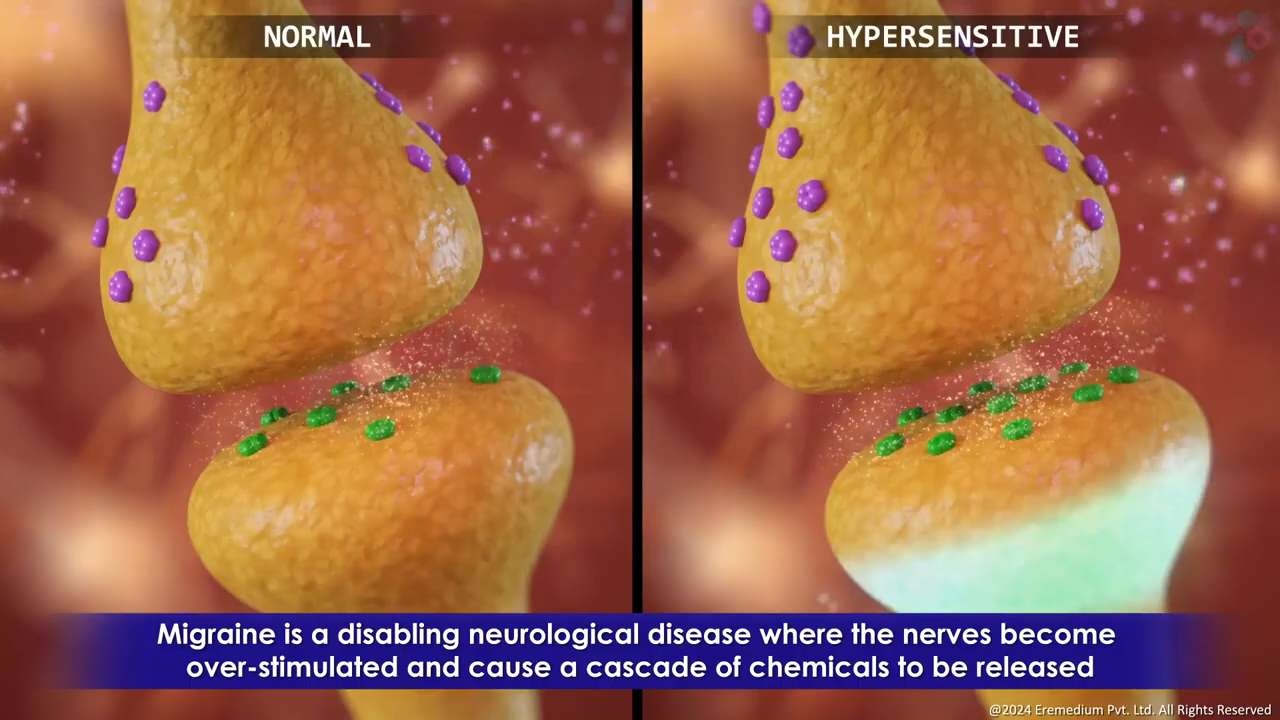 NORMAL
HYPERSENSITIVE
Migraine is a disabling neurological disease where the nerves become
over-stimulated and cause a cascade of chemicals to be released
@2024 Eremedium Pvt. Ltd. All Rights Reserved